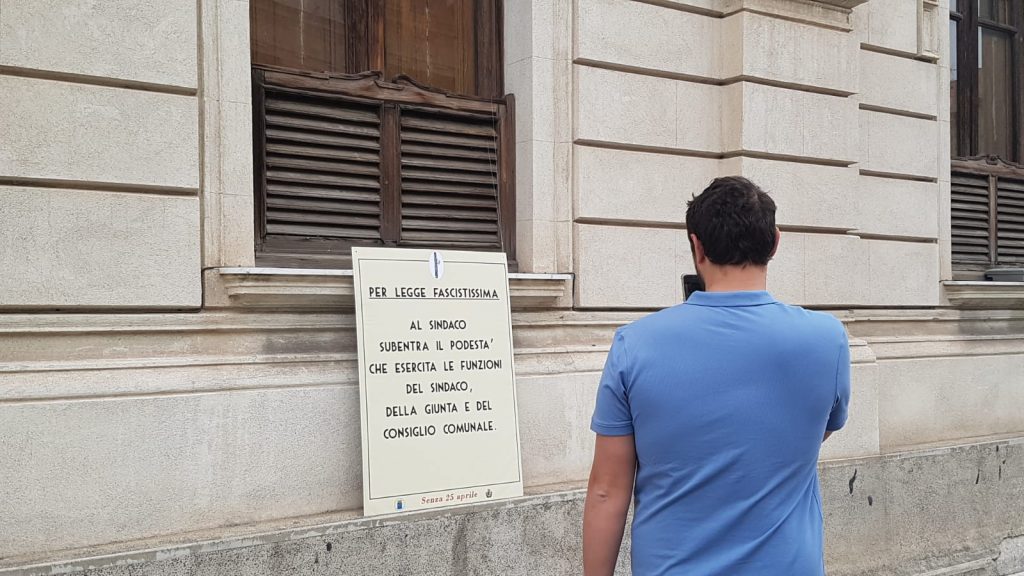 PER LEGGE FASCISTISSIMA
AL SINDACO
SUBENTRA IL PODESTA'
CHE ESERCITA LE FUNZIONI
DEL SINDACO,
DELLA GIUNTA E DEL
CONSIGLIO COMUNALE.
Senza 25 aprile